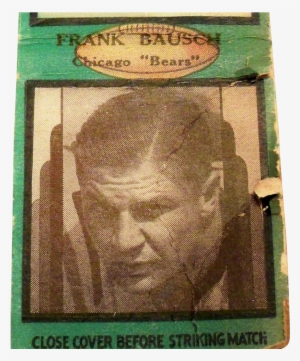 FRANK BAUSCH
Chicago "Bears"
CLOSE COVER BEFORE STRIKING MATCH